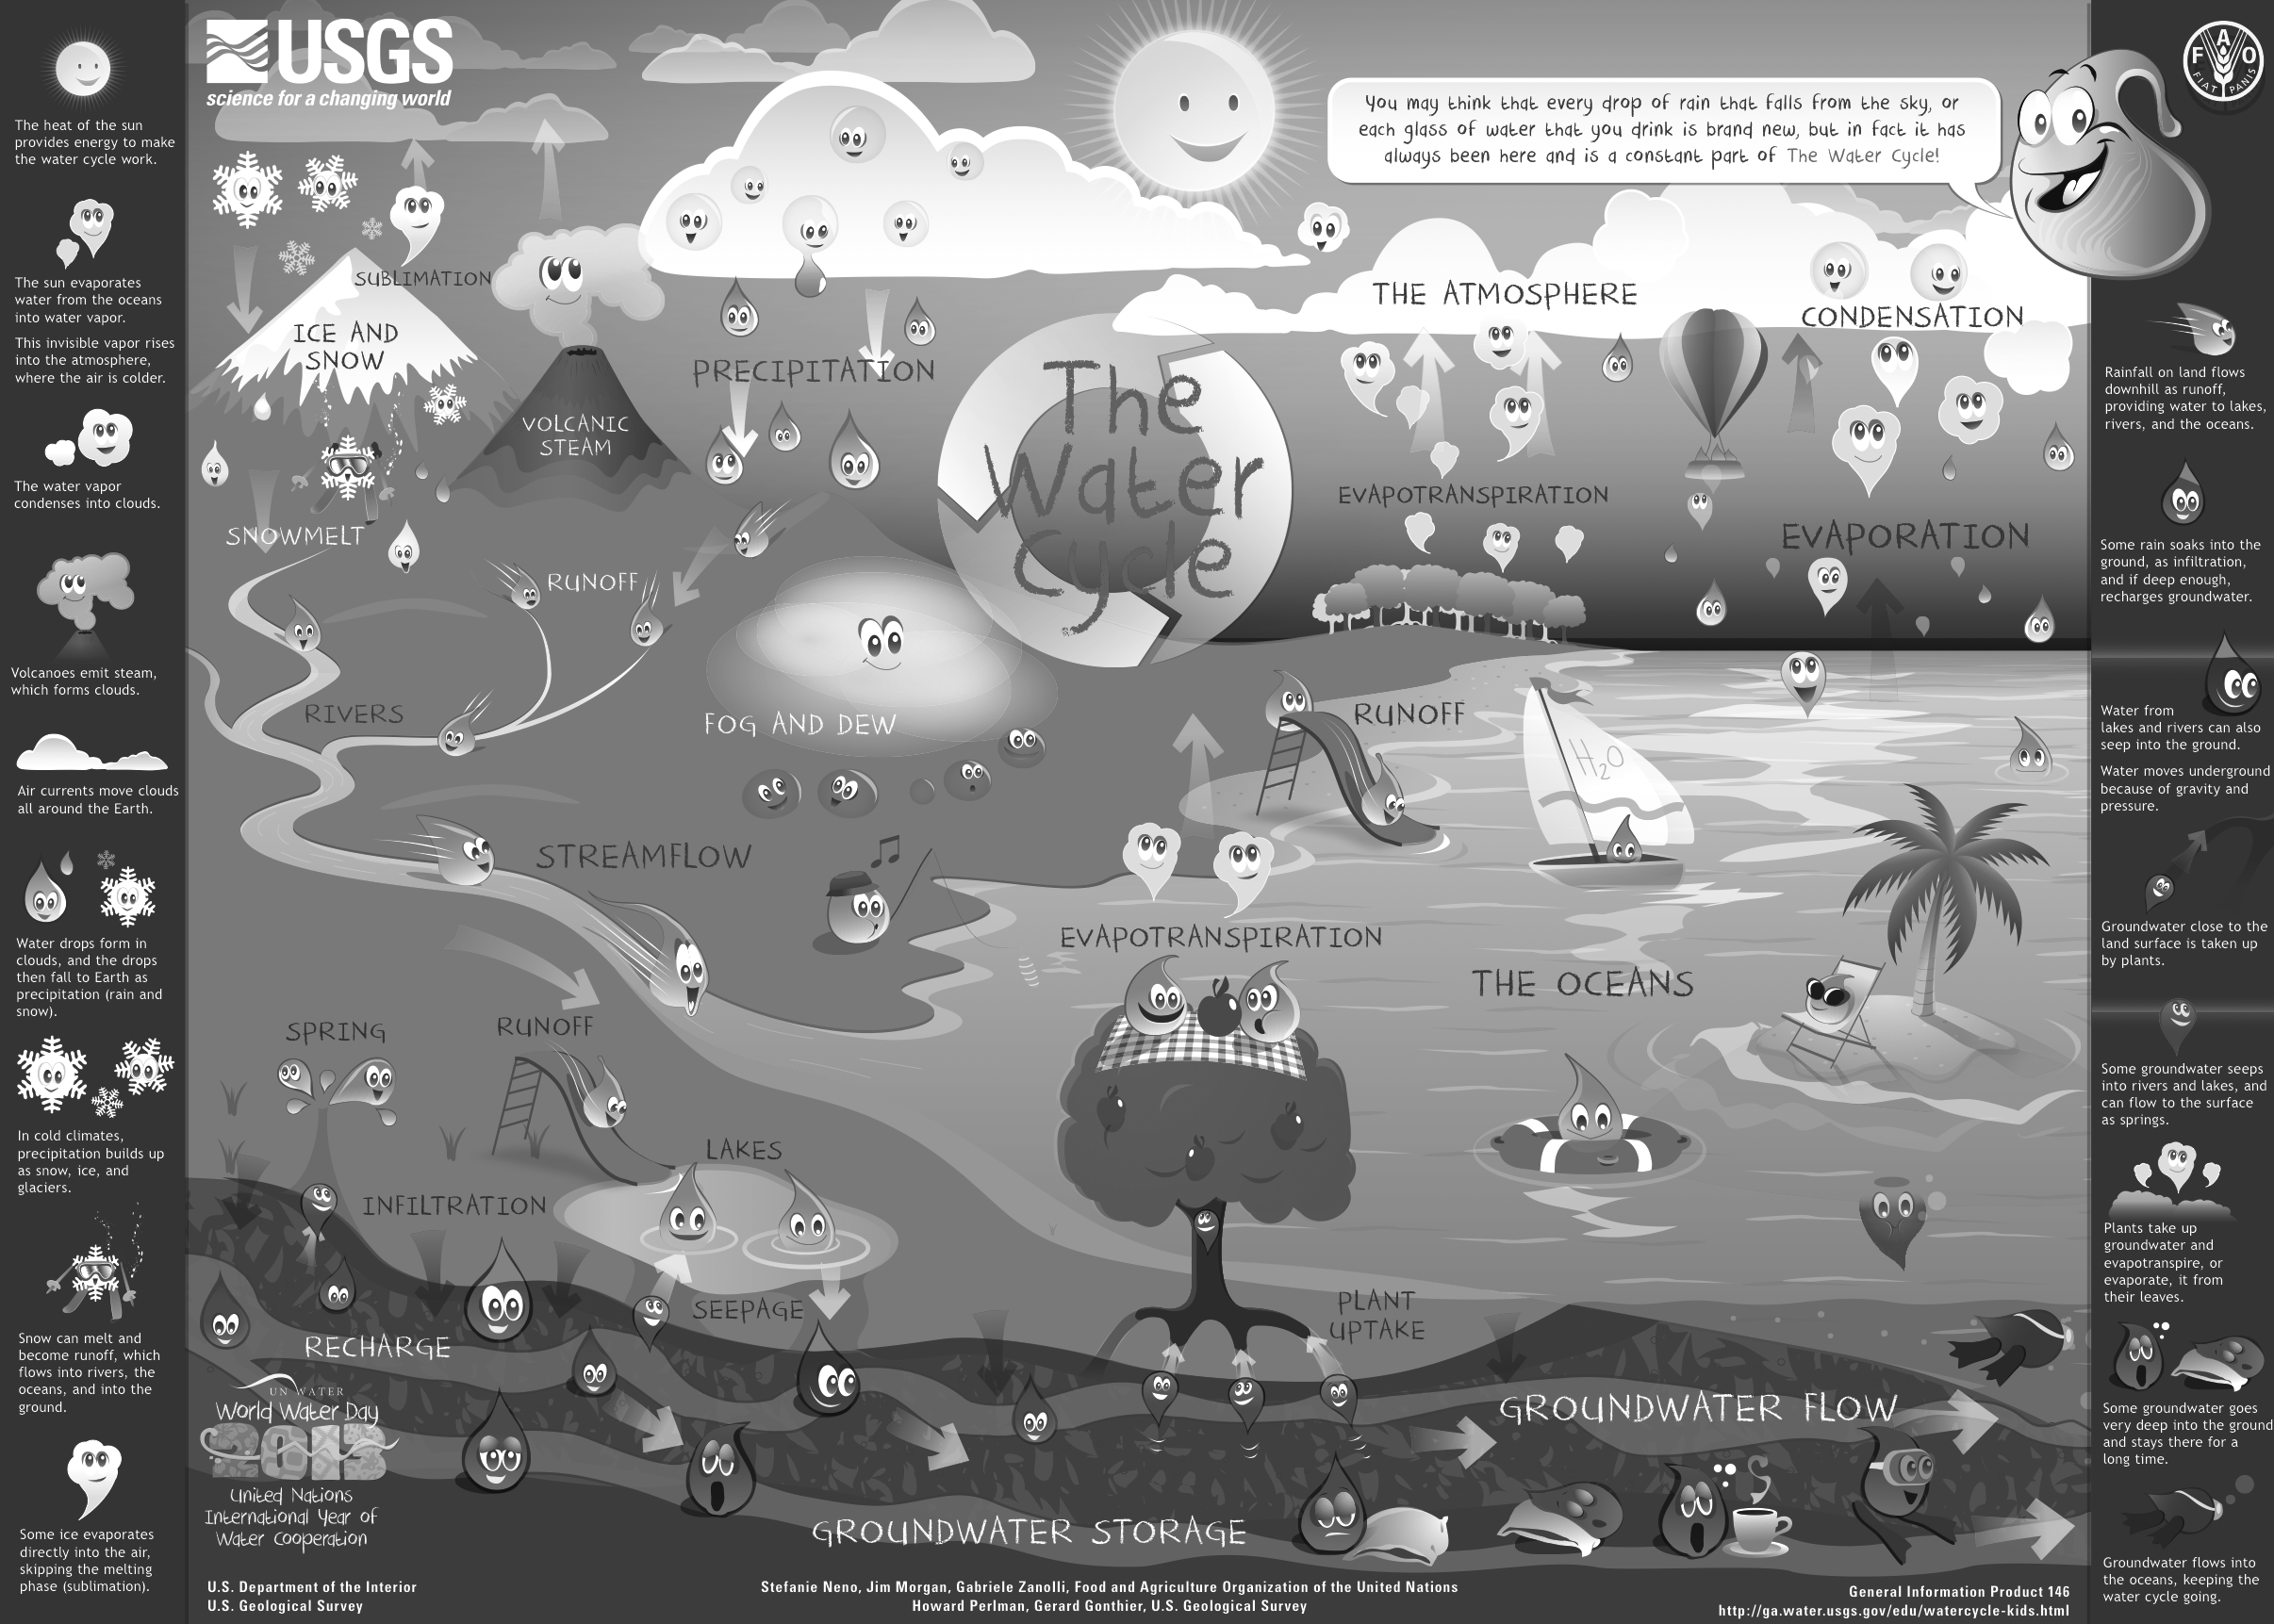 USGS
science for a changing world
You may think that every drop of rain that falls from the sky, or
each glass of water that you drink is brand new, but in fact it has
always been here and is a constant part of The Water Cycle!
FAO
FIAT PANIS
The heat of the sun
provides energy to make
the water cycle work.
The sun evaporates
water from the oceans
into water vapor.
This invisible vapor rises
into the atmosphere,
where the air is colder.
The water vapor
condenses into clouds.
Volcanoes emit steam,
which forms clouds.
Air currents move clouds
all around the Earth.
Water drops form in
clouds, and the drops
then fall to Earth as
precipitation (rain and
snow).
In cold climates,
precipitation builds up
as snow, ice, and
glaciers.
Snow can melt and
become runoff, which
flows into rivers, the
oceans, and into the
ground.
Some ice evaporates
directly into the air,
skipping the melting
phase (sublimation).
SUBLIMATION
ICE AND
SNOW
VOLCANIC
STEAM
PRECIPITATION
The
Water
Cycle
THE ATMOSPHERE
CONDENSATION
EVAPOTRANSPIRATION
EVAPORATION
SNOWMELT
RUNOFF
RIVERS
FOG AND DEW
RUNOFF
H2O
STREAMFLOW
EVAPOTRANSPIRATION
THE OCEANS
SPRING
RUNOFF
LAKES
INFILTRATION
SEEPAGE
PLANT
UPTAKE
RECHARGE
GROUNDWATER FLOW
GROUNDWATER STORAGE
UN WATER
World Water Day
2013
United Nations
International Year of
Water Cooperation
Rainfall on land flows
downhill as runoff,
providing water to lakes,
rivers, and the oceans.
Some rain soaks into the
ground, as infiltration,
and if deep enough,
recharges groundwater.
Water from
lakes and rivers can also
seep into the ground.
Water moves underground
because of gravity and
pressure.
Groundwater close to the
land surface is taken up
by plants.
Some groundwater seeps
into rivers and lakes, and
can flow to the surface
as springs.
Plants take up
groundwater and
evapotranspire, or
evaporate, it from
their leaves.
Some groundwater goes
very deep into the ground
and stays there for a
long time.
Groundwater flows into
the oceans, keeping the
water cycle going.
U.S. Department of the Interior
U.S. Geological Survey
Stefanie Neno, Jim Morgan, Gabriele Zanolli, Food and Agriculture Organization of the United Nations
Howard Perlman, Gerard Gonthier, U.S. Geological Survey
General Information Product 146
http://ga.water.usgs.gov/edu/watercycle-kids.html